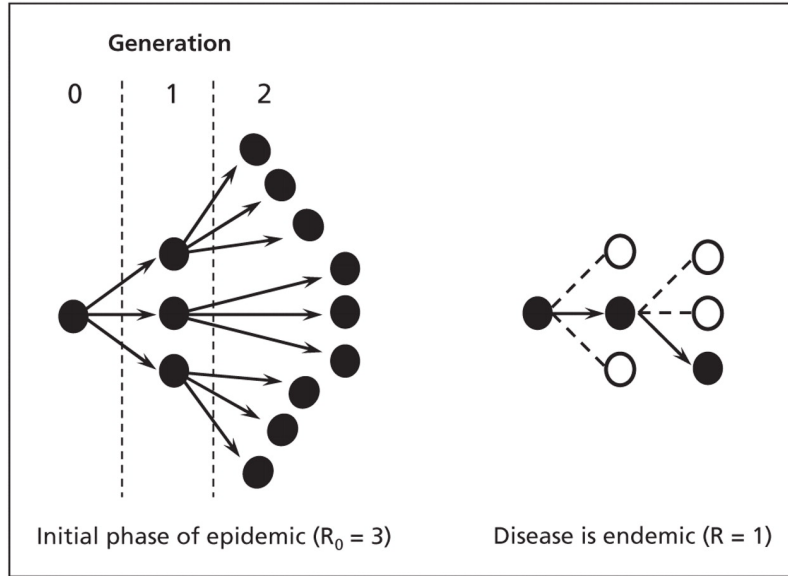 Generation
0 1 2
Initial phase of epidemic (R₀ = 3)
Disease is endemic (R = 1)